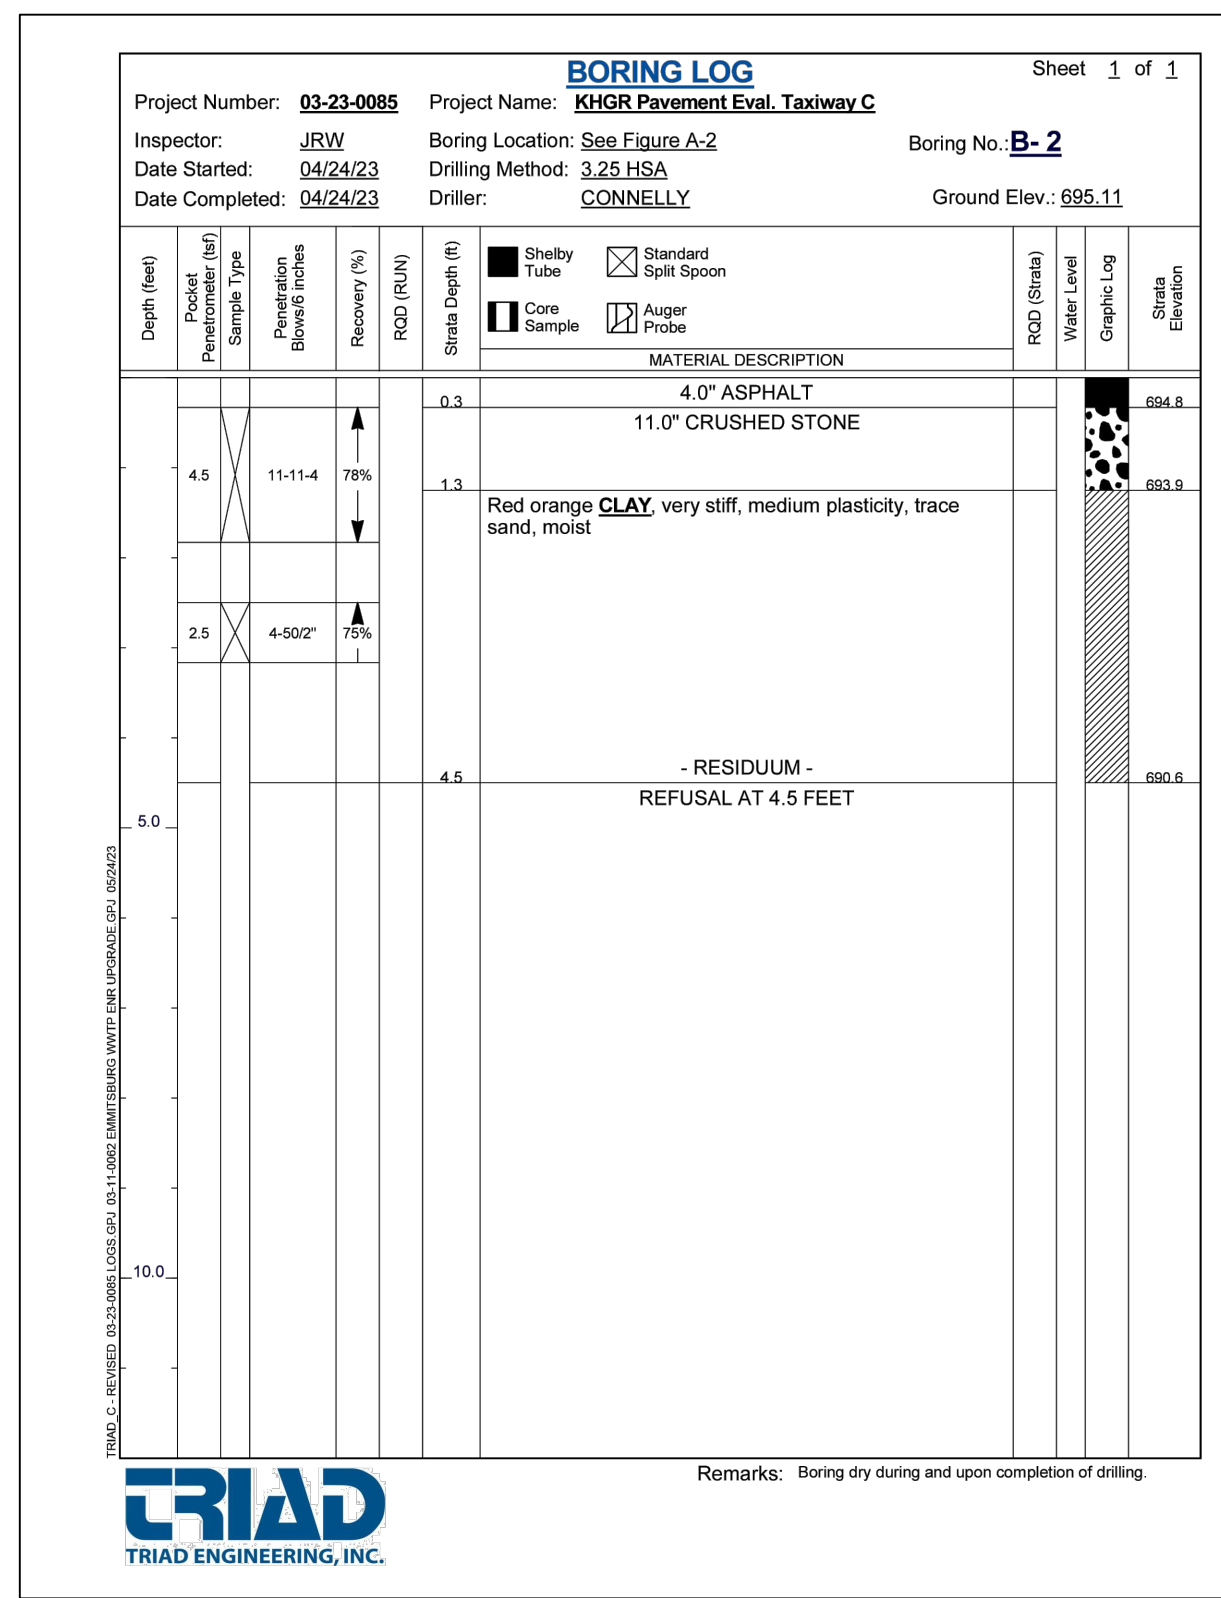 BORING LOG
Sheet 1 of 1
Project Number: 03-23-0085 Project Name: KHGR Pavement Eval. Taxiway C
Inspector: JRW Boring Location: See Figure A-2 Boring No.: B- 2
Date Started: 04/24/23 Drilling Method: 3.25 HSA
Date Completed: 04/24/23 Driller: CONNELLY Ground Elev.: 695.11
Depth (feet)
Pocket
Penetrometer (tsf)
Sample Type
Penetration
Blows/6 inches
Recovery (%)
RQD (RUN)
Strata Depth (ft)
Shelby
Tube
Standard
Split Spoon
Core
Sample
Auger
Probe
MATERIAL DESCRIPTION
RQD (Strata)
Water Level
Graphic Log
Strata
Elevation
0.3 4.0" ASPHALT 694.8
11.0" CRUSHED STONE
4.5 11-11-4 78%
1.3 693.9
Red orange CLAY, very stiff, medium plasticity, trace
sand, moist
2.5 4-50/2" 75%
- RESIDUUM -
4.5 690.6
REFUSAL AT 4.5 FEET
5.0
10.0
TRIAD_C - REVISED 03-23-0085 LOGS.GPJ 03-11-0062 EMMITSBURG WWTP ENR UPGRADE.GPJ 05/24/23
Remarks: Boring dry during and upon completion of drilling.
TRIAD
TRIAD ENGINEERING, INC.